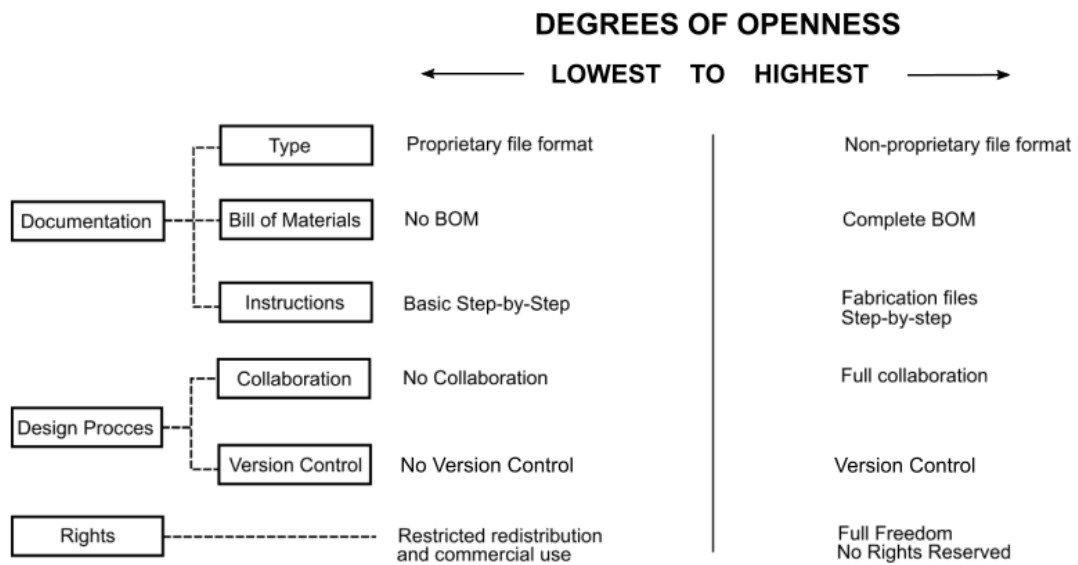 DEGREES OF OPENNESS
LOWEST TO HIGHEST
Type
Proprietary file format
Non-proprietary file format
Documentation
Bill of Materials
No BOM
Complete BOM
Instructions
Basic Step-by-Step
Fabrication files
Step-by-step
Collaboration
No Collaboration
Full collaboration
Design Procces
Version Control
No Version Control
Version Control
Rights
Restricted redistribution
and commercial use
Full Freedom
No Rights Reserved